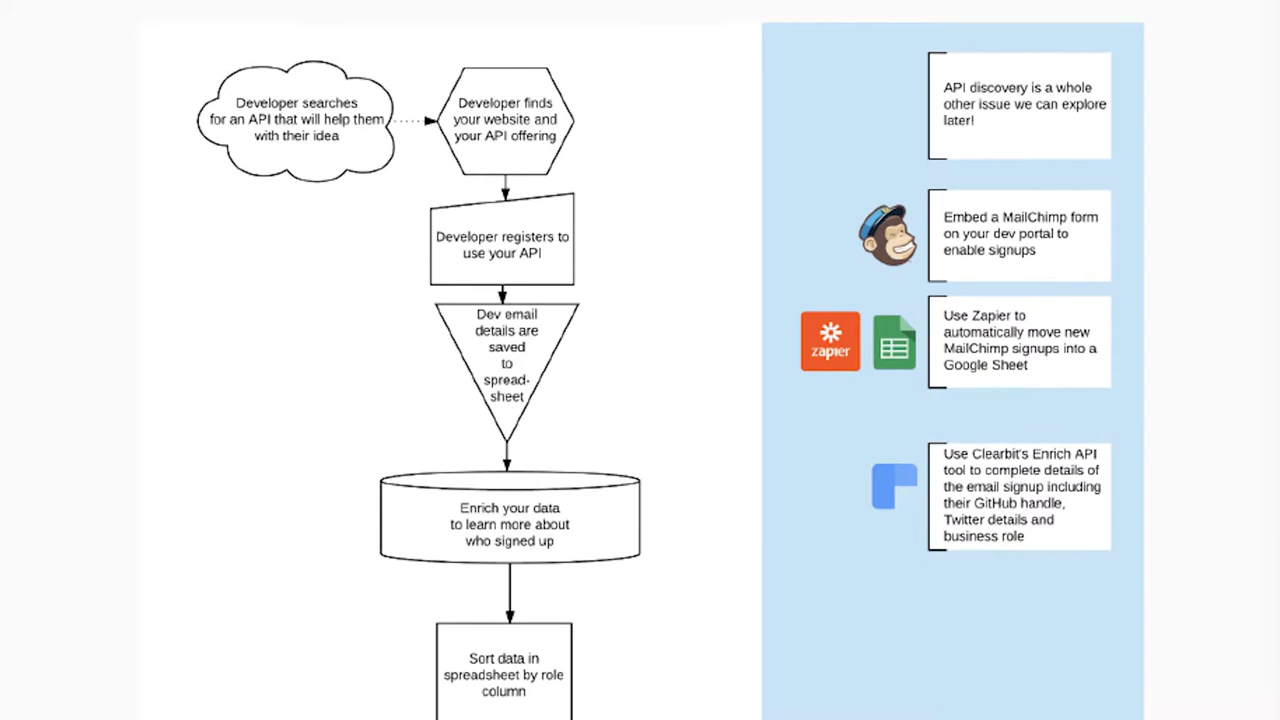 Developer searches
for an API that will help them
with their idea
Developer finds
your website and
your API offering
Developer registers to
use your API
Dev email
details are
saved
to
spread-
sheet
Enrich your data
to learn more about
who signed up
Sort data in
spreadsheet by role
column
API discovery is a whole
other issue we can explore
later!
Embed a MailChimp form
on your dev portal to
enable signups
zapier
Use Zapier to
automatically move new
MailChimp signups into a
Google Sheet
Use Clearbit's Enrich API
tool to complete details of
the email signup including
their GitHub handle,
Twitter details and
business role